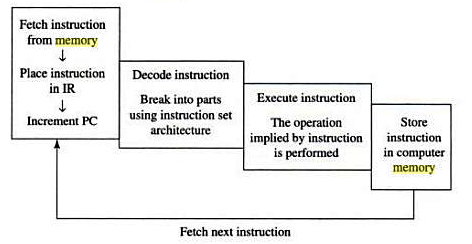 Fetch instruction
from memory
↓
Place instruction
in IR
↓
Increment PC
Decode instruction
Break into parts
using instruction set
architecture
Execute instruction
The operation
implied by instruction
is performed
Store
instruction
in computer
memory
Fetch next instruction